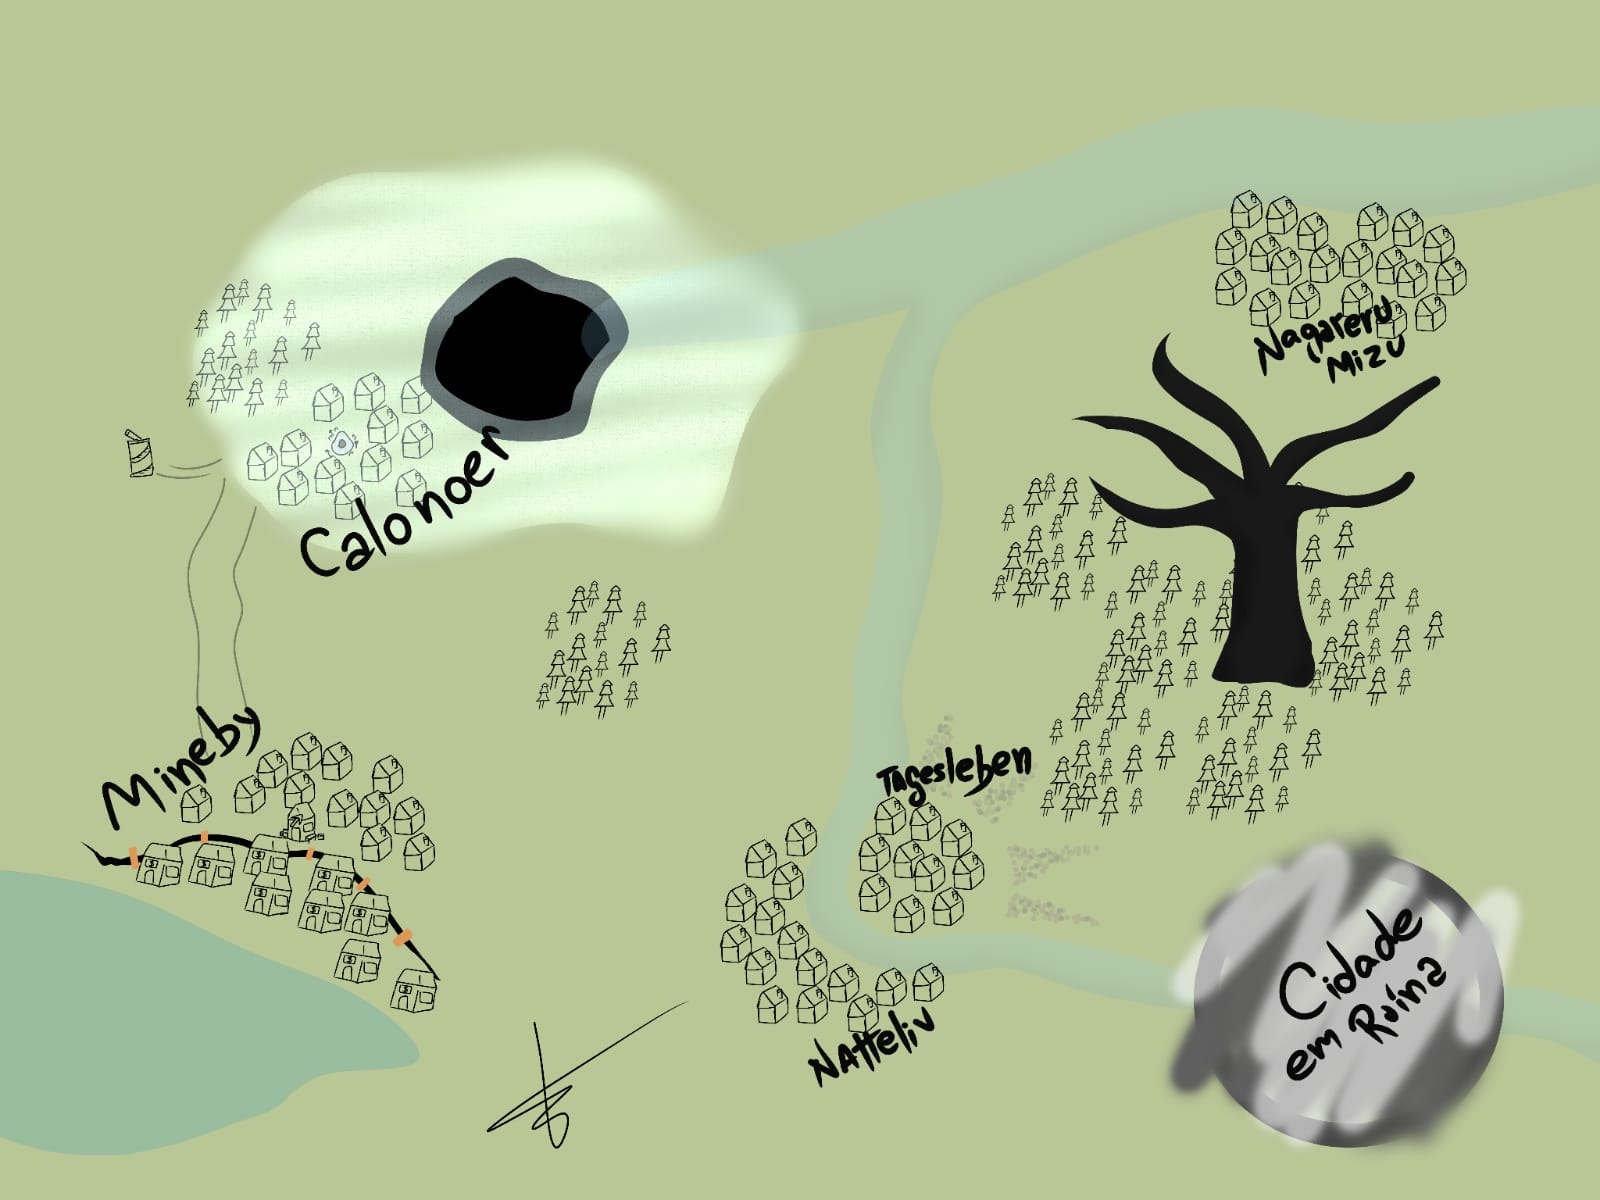 Nagareru
Mizu
Calonoer
Mineby
Tagesleben
Cidade
em Ruína
Natteliv